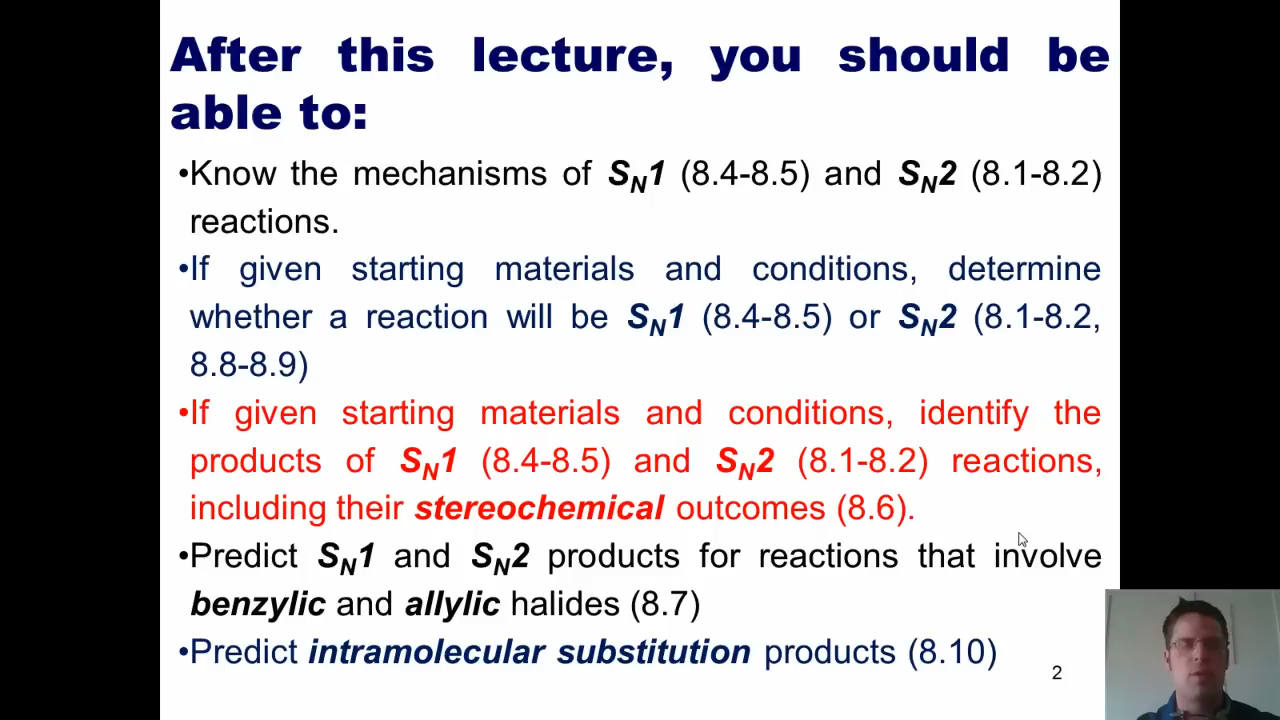 After this lecture, you should be
able to:
•Know the mechanisms of SN1 (8.4-8.5) and SN2 (8.1-8.2)
reactions.
•If given starting materials and conditions, determine
whether a reaction will be SN1 (8.4-8.5) or SN2 (8.1-8.2,
8.8-8.9)
•If given starting materials and conditions, identify the
products of SN1 (8.4-8.5) and SN2 (8.1-8.2) reactions,
including their stereochemical outcomes (8.6).
•Predict SN1 and SN2 products for reactions that involve
benzylic and allylic halides (8.7)
•Predict intramolecular substitution products (8.10)
2